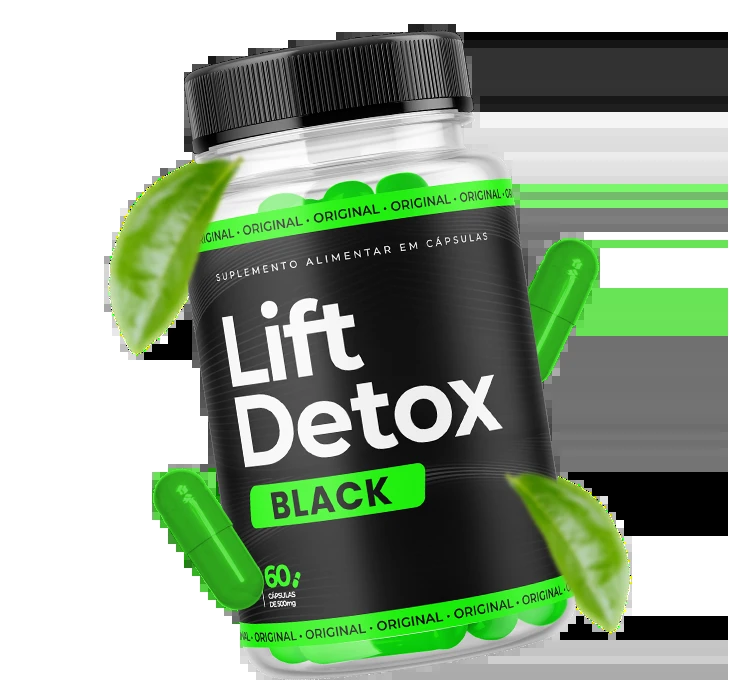 ORIGINAL • ORIGINAL • ORIGINAL • ORIGINAL
SUPLEMENTO ALIMENTAR EM CÁPSULAS
Lift
Detox
BLACK
60
CÁPSULAS
DE 500mg
ORIGINAL • ORIGINAL • ORIGINAL • ORIGINAL • ORIGINAL